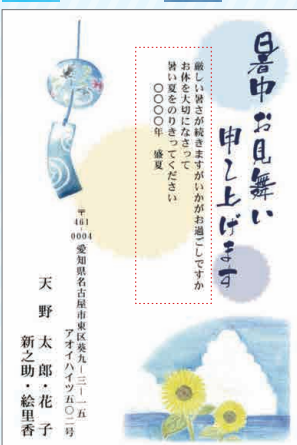 暑中お見舞い
申し上げます
厳しい暑さが続きますがいかがお過ごしですか
お体を大切になさって
暑い夏をのりきってください
〇〇〇〇年　盛夏
〒461-0004
愛知県名古屋市東区葵九－三－一五
アオイハイツ五〇二号
天野　太郎・花子
新之助・絵里香